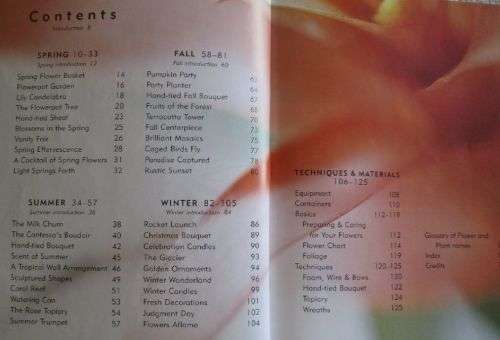 Contents
Introduction 8
SPRING 10-33
Spring introduction 12
Spring Flower Basket 14
Flowerpot Garden 16
Lily Candelabra 18
The Flowerpot Tree 20
Hand-tied Sheaf 23
Blossoms in the Spring 25
Vanity Fair 26
Spring Effervescence 28
A Cocktail of Spring Flowers 31
Light Springs Forth 32
SUMMER 34-57
Summer introduction 36
The Milk Churn 38
The Contessa's Boudoir 40
Hand-tied Bouquet 42
Scent of Summer 45
A Tropical Wall Arrangement 46
Sculptured Shapes 49
Coral Reef 51
Watering Can 53
The Rose Topiary 54
Summer Trumpet 57
FALL 58-81
Fall introduction 60
Pumpkin Party 63
Party Planter 64
Hand-tied Fall Bouquet 67
Fruits of the Forest 68
Terracotta Tower 70
Fall Centerpiece 73
Brilliant Mosaics 75
Caged Birds Fly 77
Paradise Captured 78
Rustic Sunset 80
WINTER 82-105
Winter introduction 84
Rocket Launch 86
Christmas Bouquet 89
Celebration Candles 90
The Glacier 93
Golden Ornaments 94
Winter Wonderland 96
Winter Candles 99
Fresh Decorations 101
Judgment Day 102
Flowers Aflame 104
TECHNIQUES & MATERIALS
106-125
Equipment 108
Containers 110
Basics 112-119
Preparing & Caring
for Your Flowers 112
Flower Chart 114
Foliage 119
Techniques 120-125
Foam, Wire & Bows 120
Hand-tied Bouquet 122
Topiary 124
Wreaths 125
Glossary of Flower and
Plant names
Index
Credits